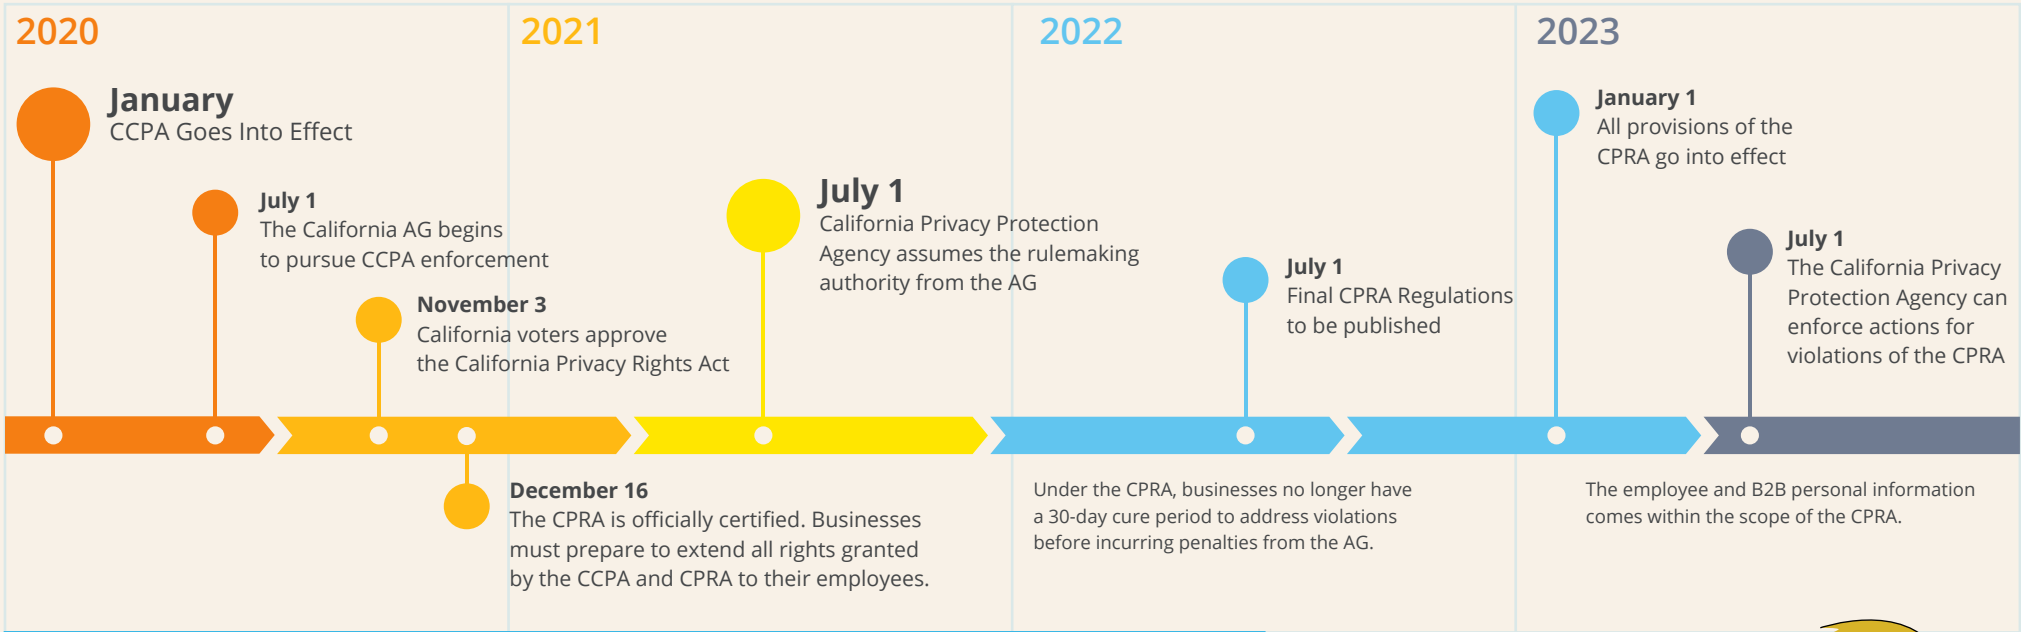 2020
2021
2022
2023
January
CCPA Goes Into Effect
July 1
The California AG begins
to pursue CCPA enforcement
November 3
California voters approve
the California Privacy Rights Act
December 16
The CPRA is officially certified. Businesses
must prepare to extend all rights granted
by the CCPA and CPRA to their employees.
July 1
California Privacy Protection
Agency assumes the rulemaking
authority from the AG
July 1
Final CPRA Regulations
to be published
Under the CPRA, businesses no longer have
a 30-day cure period to address violations
before incurring penalties from the AG.
January 1
All provisions of the
CPRA go into effect
July 1
The California Privacy
Protection Agency can
enforce actions for
violations of the CPRA
The employee and B2B personal information
comes within the scope of the CPRA.